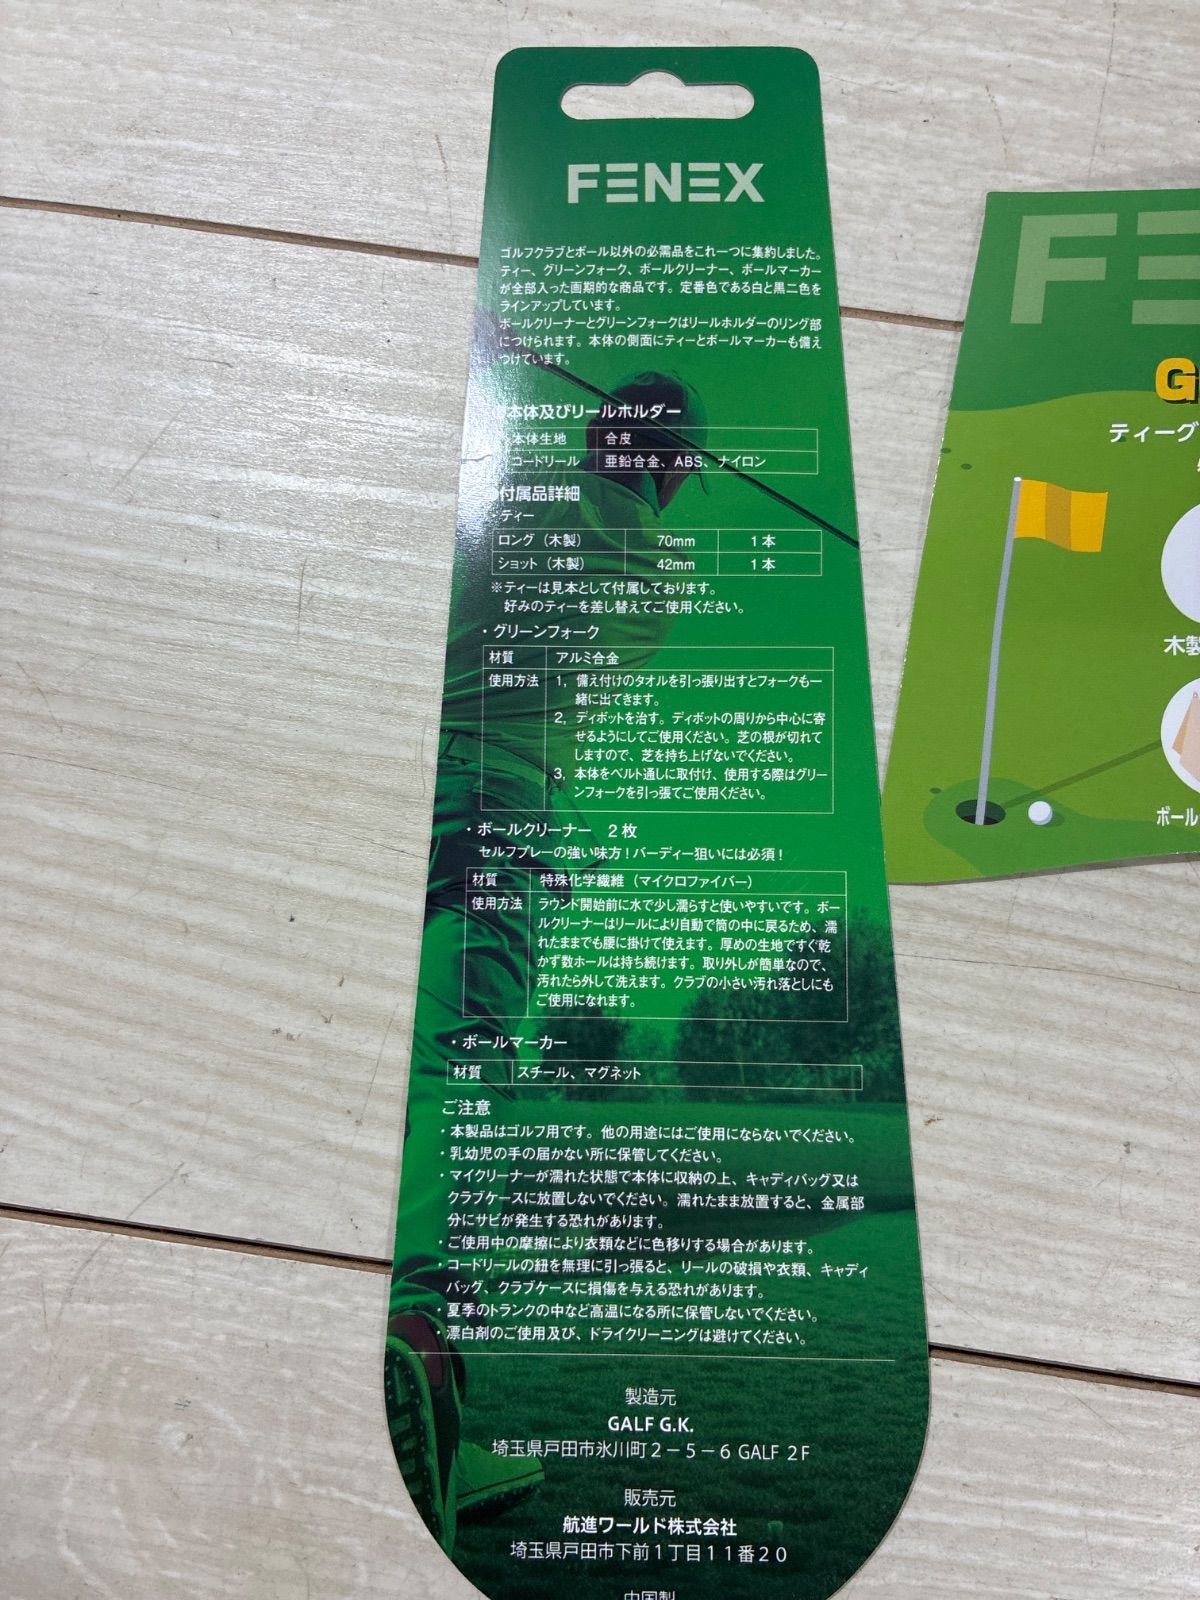 FENEX
ゴルフクラブとボール以外の必需品をこれ一つに集約しました。
ティー、グリーンフォーク、ボールクリーナー、ボールマーカー
が全部入った画期的な商品です。定番色である白と黒二色を
ラインアップしています。
ボールクリーナーとグリーンフォークはリールホルダーのリング部
につけられます。本体の側面にティーとボールマーカーも備え
つけています。
本体及びリールホルダー
本体生地 合皮
コードリール 亜鉛合金、ABS、ナイロン
付属品詳細
・ティー
ロング（木製） 70mm 1本
ショット（木製） 42mm 1本
※ティーは見本として付属しております。
好みのティーを差し替えてご使用ください。
・グリーンフォーク
材質 アルミ合金
使用方法 1, 備え付けのタオルを引っ張り出すとフォークも一
緒に出てきます。
2, ディボットを治す。ディボットの周りから中心に寄
せるようにしてご使用ください。芝の根が切れて
しますので、芝を持ち上げないでください。
3, 本体をベルト通しに取付け、使用する際はグリー
ンフォークを引っ張てご使用ください。
・ボールクリーナー 2枚
セルフプレーの強い味方！バーディー狙いには必須！
材質 特殊化学繊維（マイクロファイバー）
使用方法 ラウンド開始前に水で少し濡らすと使いやすいです。ボー
ルクリーナーはリールにより自動で筒の中に戻るため、濡
れたままでも腰に掛けて使えます。厚めの生地ですぐ乾
かず数ホールは持ち続けます。取り外しが簡単なので、
汚れたら外して洗えます。クラブの小さい汚れ落としにも
ご使用になれます。
・ボールマーカー
材質 スチール、マグネット
ご注意
・本製品はゴルフ用です。他の用途にはご使用にならないでください。
・乳幼児の手の届かない所に保管してください。
・マイクリーナーが濡れた状態で本体に収納の上、キャディバッグ又は
クラブケースに放置しないでください。濡れたまま放置すると、金属部
分にサビが発生する恐れがあります。
・ご使用中の摩擦により衣類などに色移りする場合があります。
・コードリールの紐を無理に引っ張ると、リールの破損や衣類、キャディ
バッグ、クラブケースに損傷を与える恐れがあります。
・夏季のトランクの中など高温になる所に保管しないでください。
・漂白剤のご使用及び、ドライクリーニングは避けてください。
製造元
GALF G.K.
埼玉県戸田市氷川町2－5－6 GALF 2F
販売元
航進ワールド株式会社
埼玉県戸田市下前1丁目11番20
中国製
FE
G
ティーグ
木製
ボール